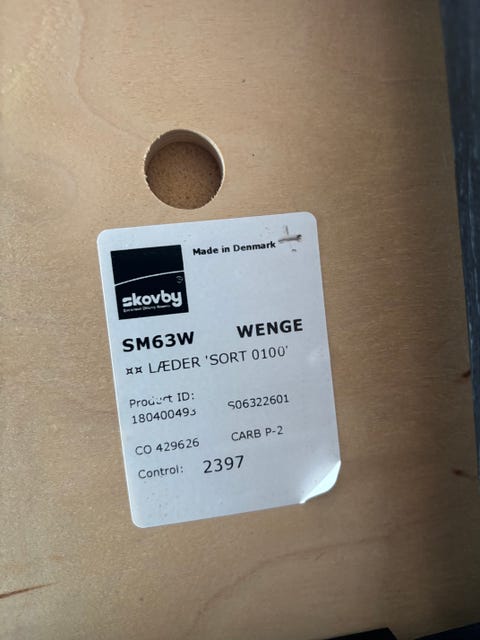 Made in Denmark
skovby
SM63W WENGE
¤¤ LÆDER 'SORT 0100'
Product ID:
180400493 S06322601
CO 429626 CARB P-2
Control: 2397